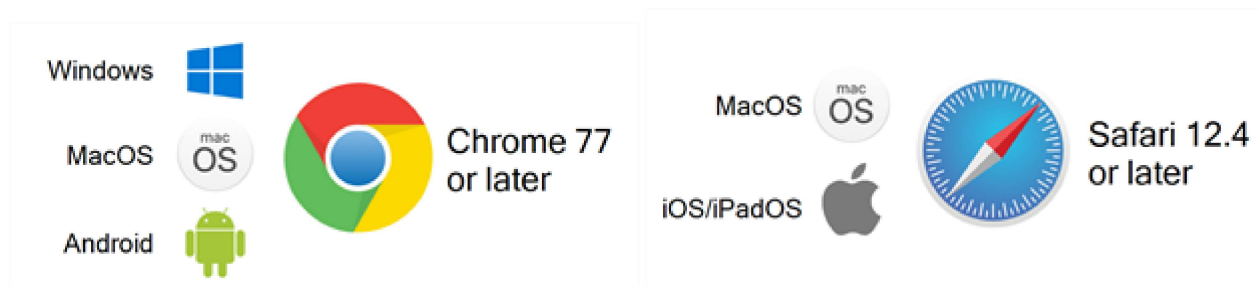 Windows
mac
OS
MacOS
Android
Chrome 77
or later
MacOS
mac
OS
iOS/iPadOS
Safari 12.4
or later